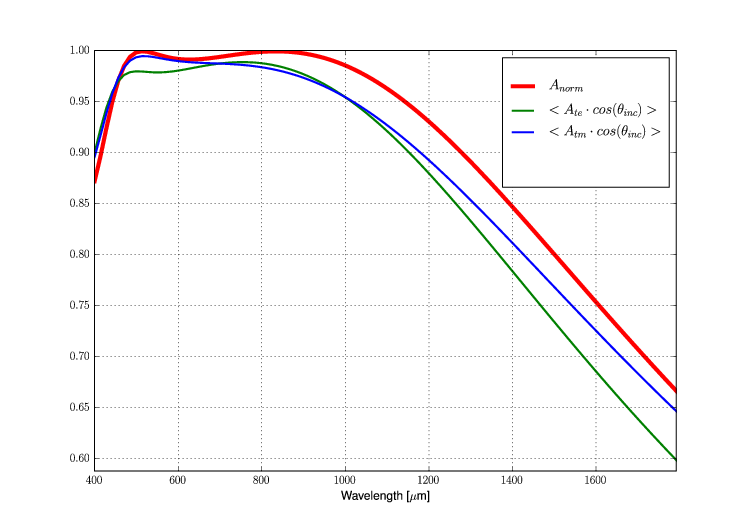 1.00
0.95
0.90
0.85
0.80
0.75
0.70
0.65
0.60
A_norm
< A_te · cos(θ_inc) >
< A_tm · cos(θ_inc) >
400 600 800 1000 1200 1400 1600
Wavelength [μm]